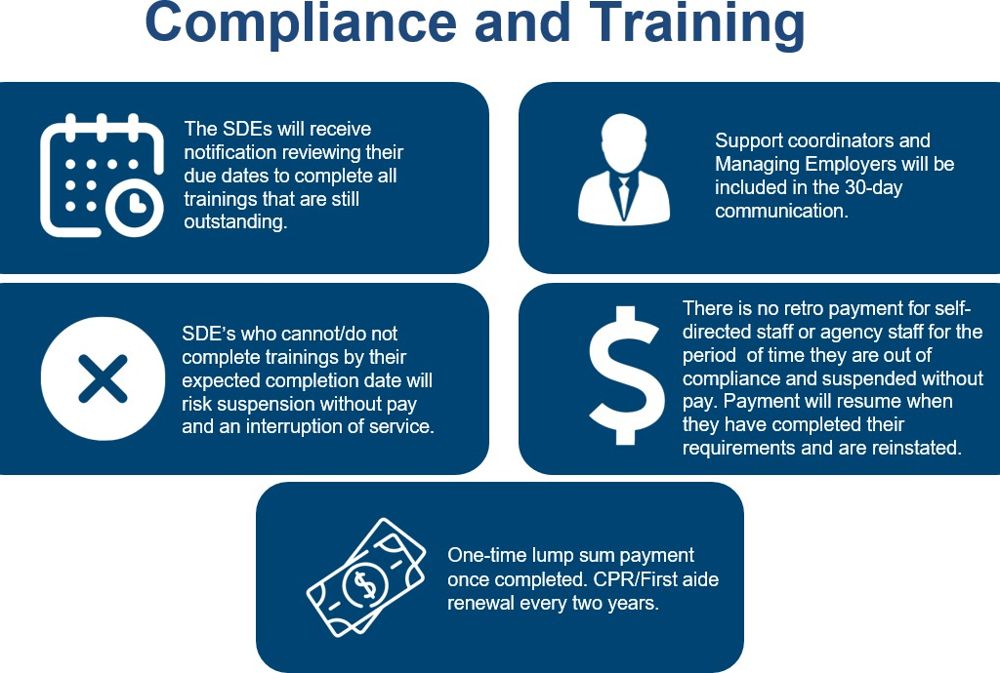 Compliance and Training
The SDEs will receive
notification reviewing their
due dates to complete all
trainings that are still
outstanding.
Support coordinators and
Managing Employers will be
included in the 30-day
communication.
SDE’s who cannot/do not
complete trainings by their
expected completion date will
risk suspension without pay
and an interruption of service.
There is no retro payment for self-
directed staff or agency staff for the
period  of time they are out of
compliance and suspended without
pay. Payment will resume when
they have completed their
requirements and are reinstated.
One-time lump sum payment
once completed. CPR/First aide
renewal every two years.